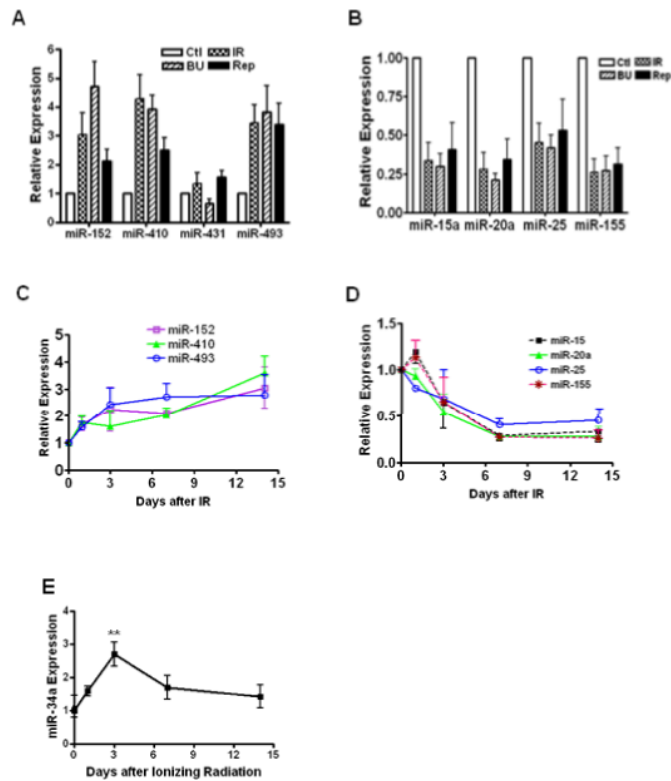 A
Relative Expression
6
5
4
3
2
1
0
Ctl IR
BU Rep
miR-152 miR-410 miR-431 miR-493
B
Relative Expression
1.00
0.75
0.50
0.25
0.00
Ctl IR
BU Rep
miR-15a miR-20a miR-25 miR-155
C
Relative Expression
5
4
3
2
1
0
miR-152
miR-410
miR-493
0 3 6 9 12 15
Days after IR
D
Relative Expression
1.5
1.0
0.5
0.0
miR-15
miR-20a
miR-25
miR-155
0 3 6 9 12 15
Days after IR
E
miR-34a Expression
4
3
2
1
0
**
0 3 6 9 12 15
Days after Ionizing Radiation